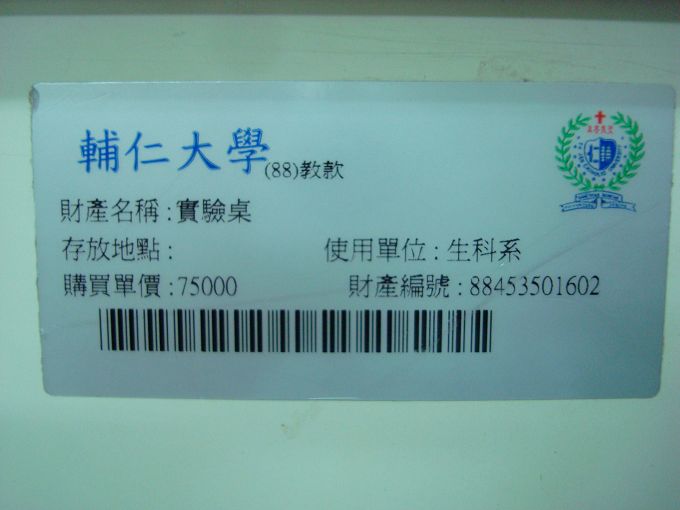 輔仁大學(88)教款
財產名稱:實驗桌
存放地點: 使用單位:生科系
購買單價:75000 財產編號:88453501602